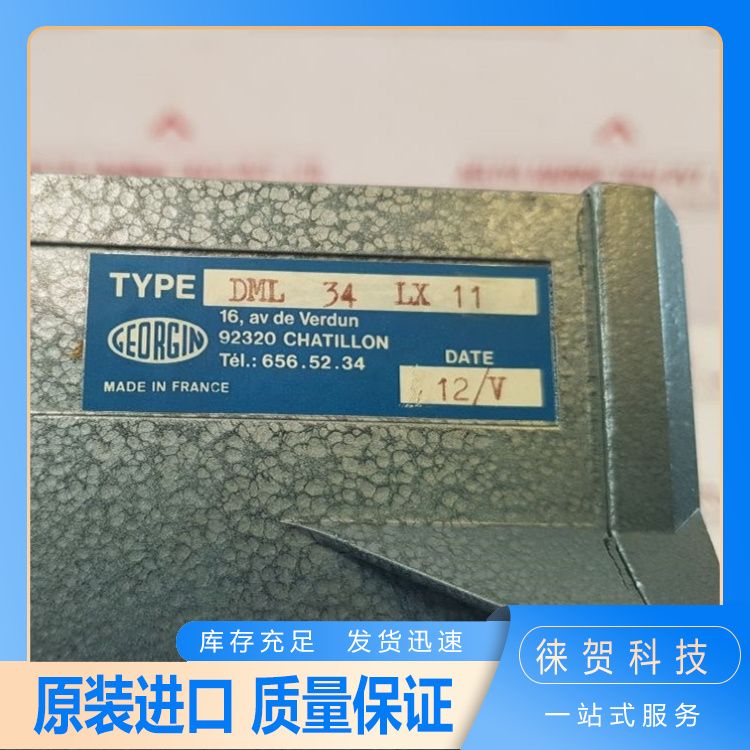 TYPE DML 34 LX 11
GEORGIN
16, av de Verdun
92320 CHATILLON
Tél.: 656.52.34
MADE IN FRANCE
DATE
12/V
库存充足 发货迅速
原装进口 质量保证
徕贺科技
一站式服务